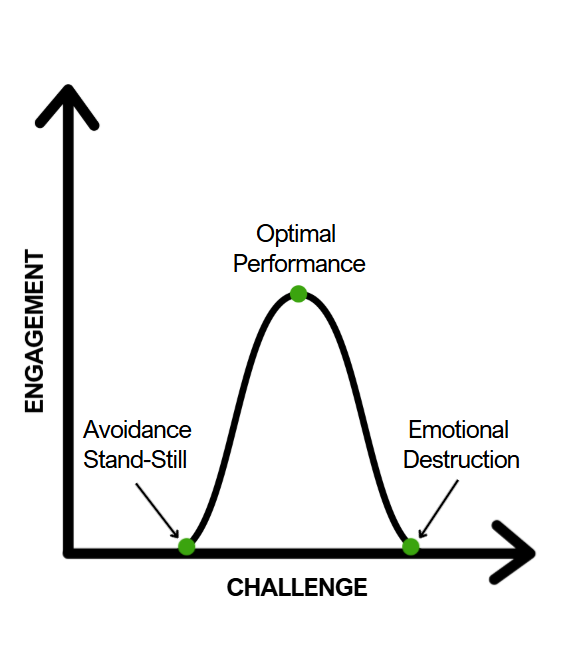 Optimal
Performance
ENGAGEMENT
Avoidance
Stand-Still
Emotional
Destruction
CHALLENGE